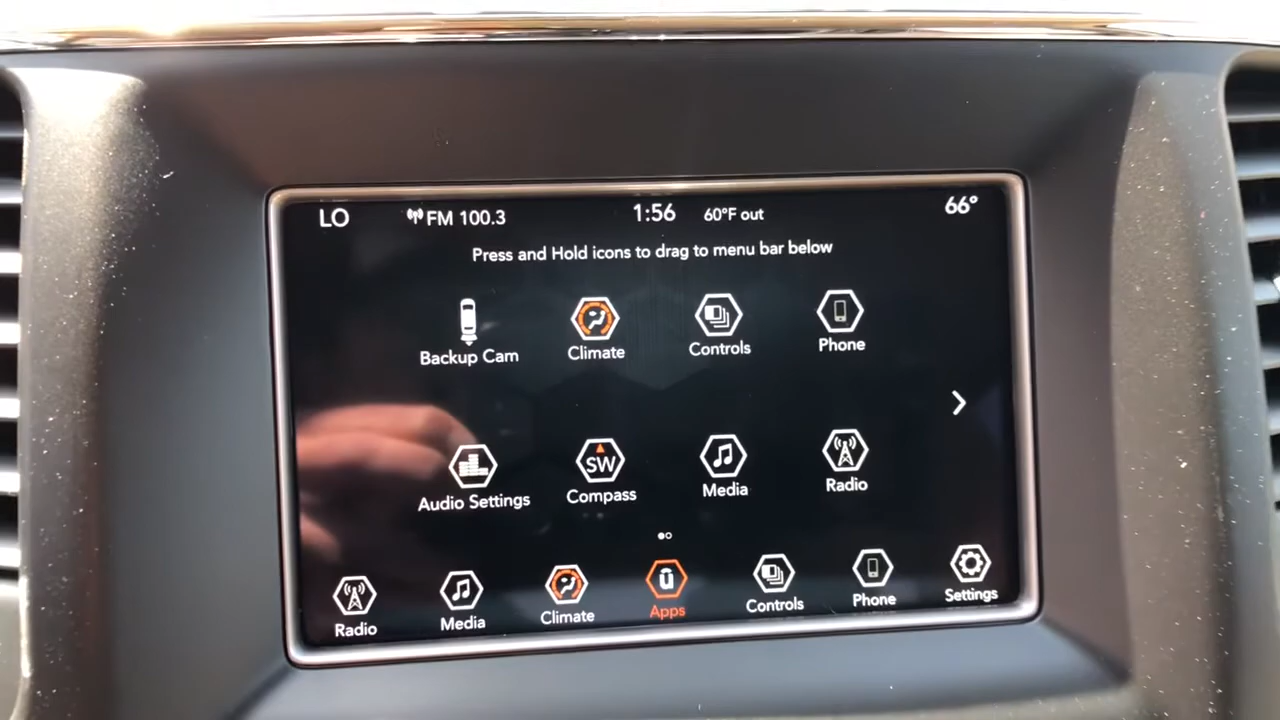 LO FM 100.3 1:56 60°F out 66°
Press and Hold icons to drag to menu bar below
Backup Cam Climate Controls Phone
SW
Audio Settings Compass Media Radio
Radio Media Climate Apps Controls Phone Settings